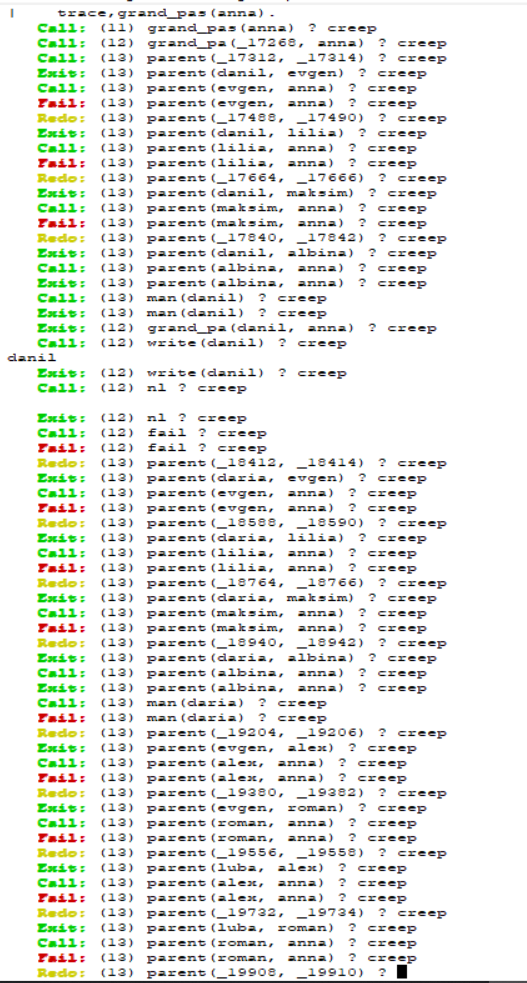 |    trace,grand_pas(anna).
Call: (11) grand_pas(anna) ? creep
Call: (12) grand_pa(_17268, anna) ? creep
Call: (13) parent(_17312, _17314) ? creep
Exit: (13) parent(danil, evgen) ? creep
Call: (13) parent(evgen, anna) ? creep
Fail: (13) parent(evgen, anna) ? creep
Redo: (13) parent(_17488, _17490) ? creep
Exit: (13) parent(danil, lilia) ? creep
Call: (13) parent(lilia, anna) ? creep
Fail: (13) parent(lilia, anna) ? creep
Redo: (13) parent(_17664, _17666) ? creep
Exit: (13) parent(danil, maksim) ? creep
Call: (13) parent(maksim, anna) ? creep
Fail: (13) parent(maksim, anna) ? creep
Redo: (13) parent(_17840, _17842) ? creep
Exit: (13) parent(danil, albina) ? creep
Call: (13) parent(albina, anna) ? creep
Exit: (13) parent(albina, anna) ? creep
Call: (13) man(danil) ? creep
Exit: (13) man(danil) ? creep
Exit: (12) grand_pa(danil, anna) ? creep
Call: (12) write(danil) ? creep
danil
Exit: (12) write(danil) ? creep
Call: (12) nl ? creep
Exit: (12) nl ? creep
Call: (12) fail ? creep
Fail: (12) fail ? creep
Redo: (13) parent(_18412, _18414) ? creep
Exit: (13) parent(daria, evgen) ? creep
Call: (13) parent(evgen, anna) ? creep
Fail: (13) parent(evgen, anna) ? creep
Redo: (13) parent(_18588, _18590) ? creep
Exit: (13) parent(daria, lilia) ? creep
Call: (13) parent(lilia, anna) ? creep
Fail: (13) parent(lilia, anna) ? creep
Redo: (13) parent(_18764, _18766) ? creep
Exit: (13) parent(daria, maksim) ? creep
Call: (13) parent(maksim, anna) ? creep
Fail: (13) parent(maksim, anna) ? creep
Redo: (13) parent(_18940, _18942) ? creep
Exit: (13) parent(daria, albina) ? creep
Call: (13) parent(albina, anna) ? creep
Exit: (13) parent(albina, anna) ? creep
Call: (13) man(daria) ? creep
Fail: (13) man(daria) ? creep
Redo: (13) parent(_19204, _19206) ? creep
Exit: (13) parent(evgen, alex) ? creep
Call: (13) parent(alex, anna) ? creep
Fail: (13) parent(alex, anna) ? creep
Redo: (13) parent(_19380, _19382) ? creep
Exit: (13) parent(evgen, roman) ? creep
Call: (13) parent(roman, anna) ? creep
Fail: (13) parent(roman, anna) ? creep
Redo: (13) parent(_19556, _19558) ? creep
Exit: (13) parent(luba, alex) ? creep
Call: (13) parent(alex, anna) ? creep
Fail: (13) parent(alex, anna) ? creep
Redo: (13) parent(_19732, _19734) ? creep
Exit: (13) parent(luba, roman) ? creep
Call: (13) parent(roman, anna) ? creep
Fail: (13) parent(roman, anna) ? creep
Redo: (13) parent(_19908, _19910) ?